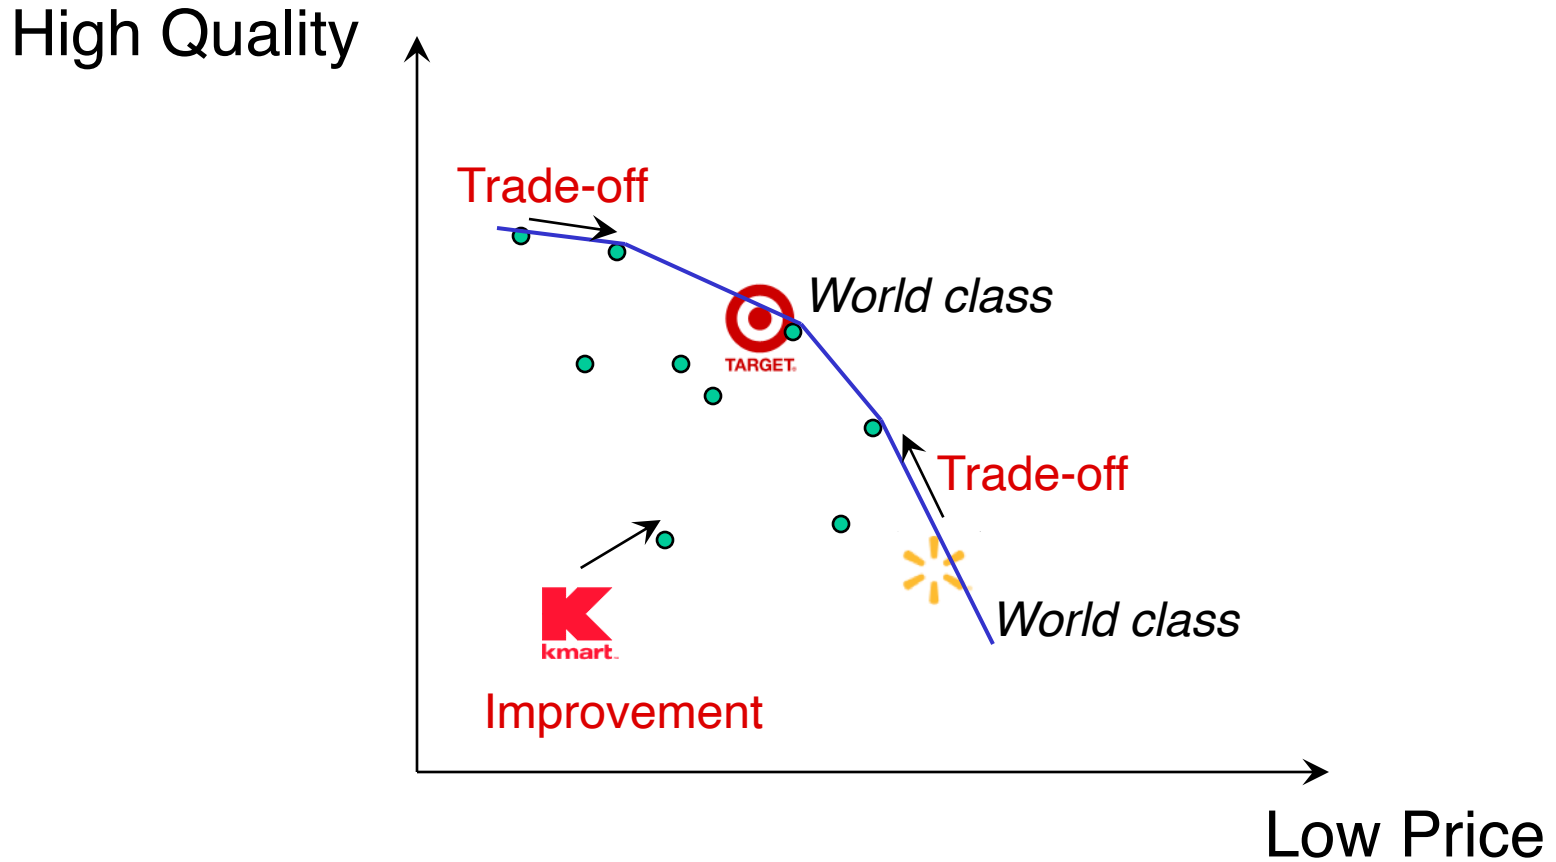 High Quality
Trade-off
World class
TARGET.
Trade-off
World class
K
kmart
Improvement
Low Price